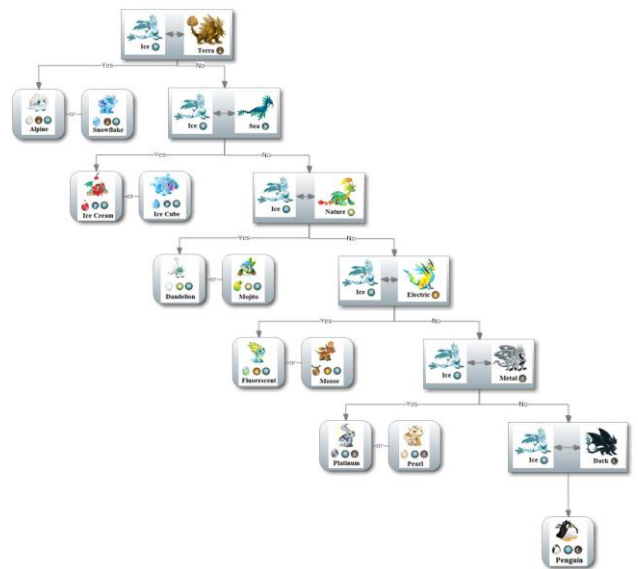 Ice Terra
Yes No
Alpine or Snowflake
Ice Sea
Yes No
Ice Cream or Ice Cube
Ice Nature
Yes No
Dandelion or Mojito
Ice Electric
Yes No
Fluorescent or Moose
Ice Metal
Yes No
Platinum or Pearl
Ice Dark
Penguin